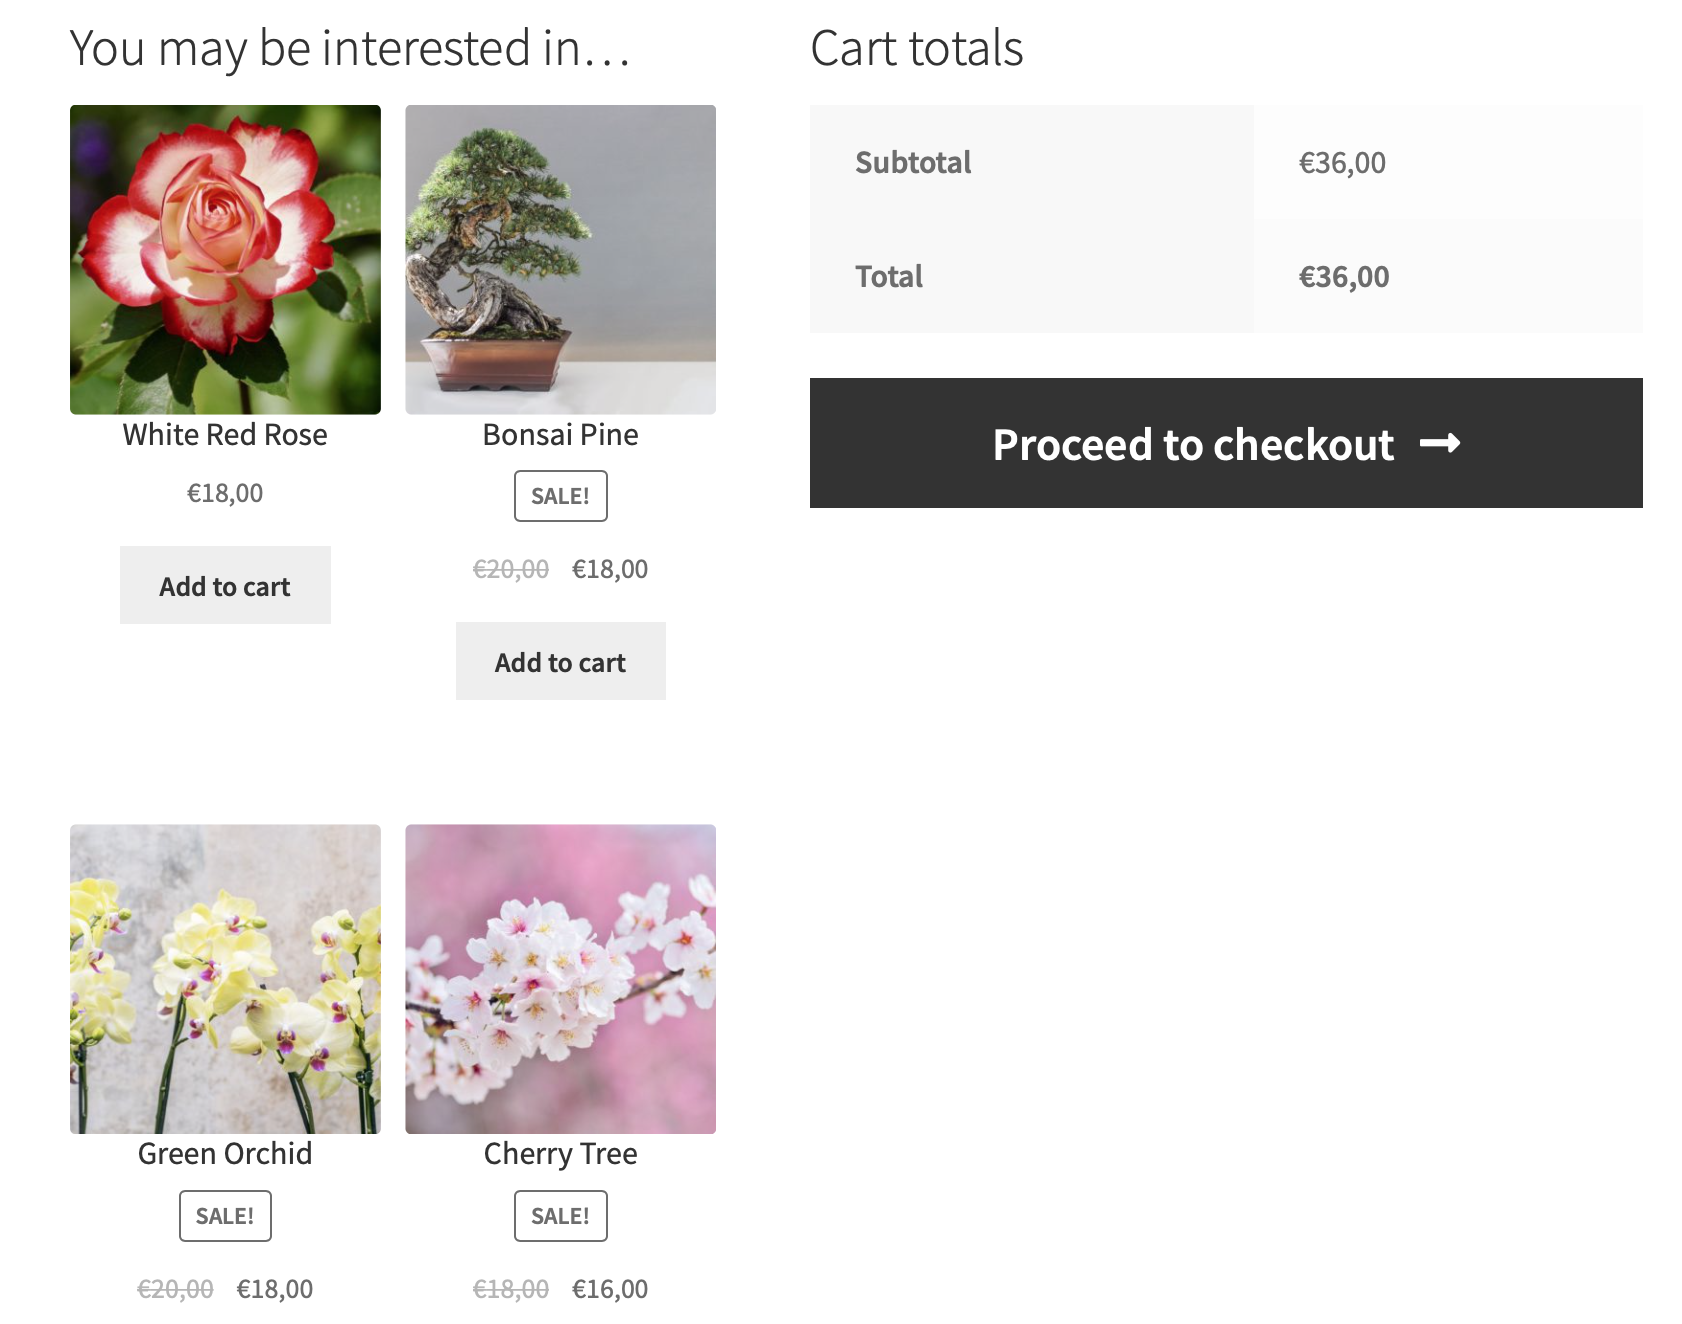 You may be interested in…
White Red Rose
€18,00
Add to cart
Bonsai Pine
SALE!
€20,00 €18,00
Add to cart
Green Orchid
SALE!
€20,00 €18,00
Cherry Tree
SALE!
€18,00 €16,00
Cart totals
Subtotal €36,00
Total €36,00
Proceed to checkout →